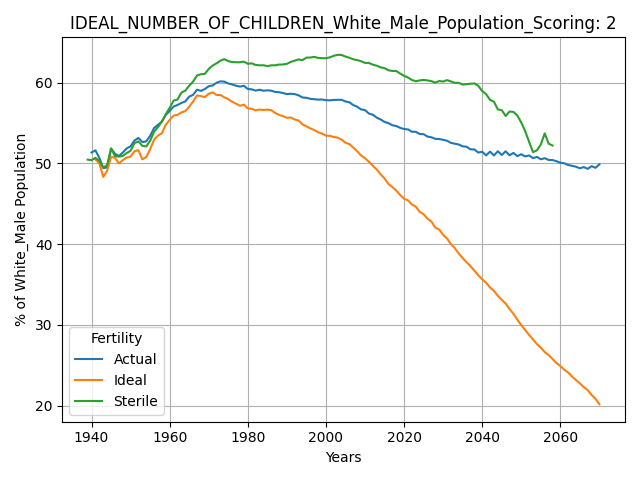 IDEAL_NUMBER_OF_CHILDREN_White_Male_Population_Scoring: 2
% of White_Male Population
60
50
40
30
20
Fertility
Actual
Ideal
Sterile
1940 1960 1980 2000 2020 2040 2060
Years